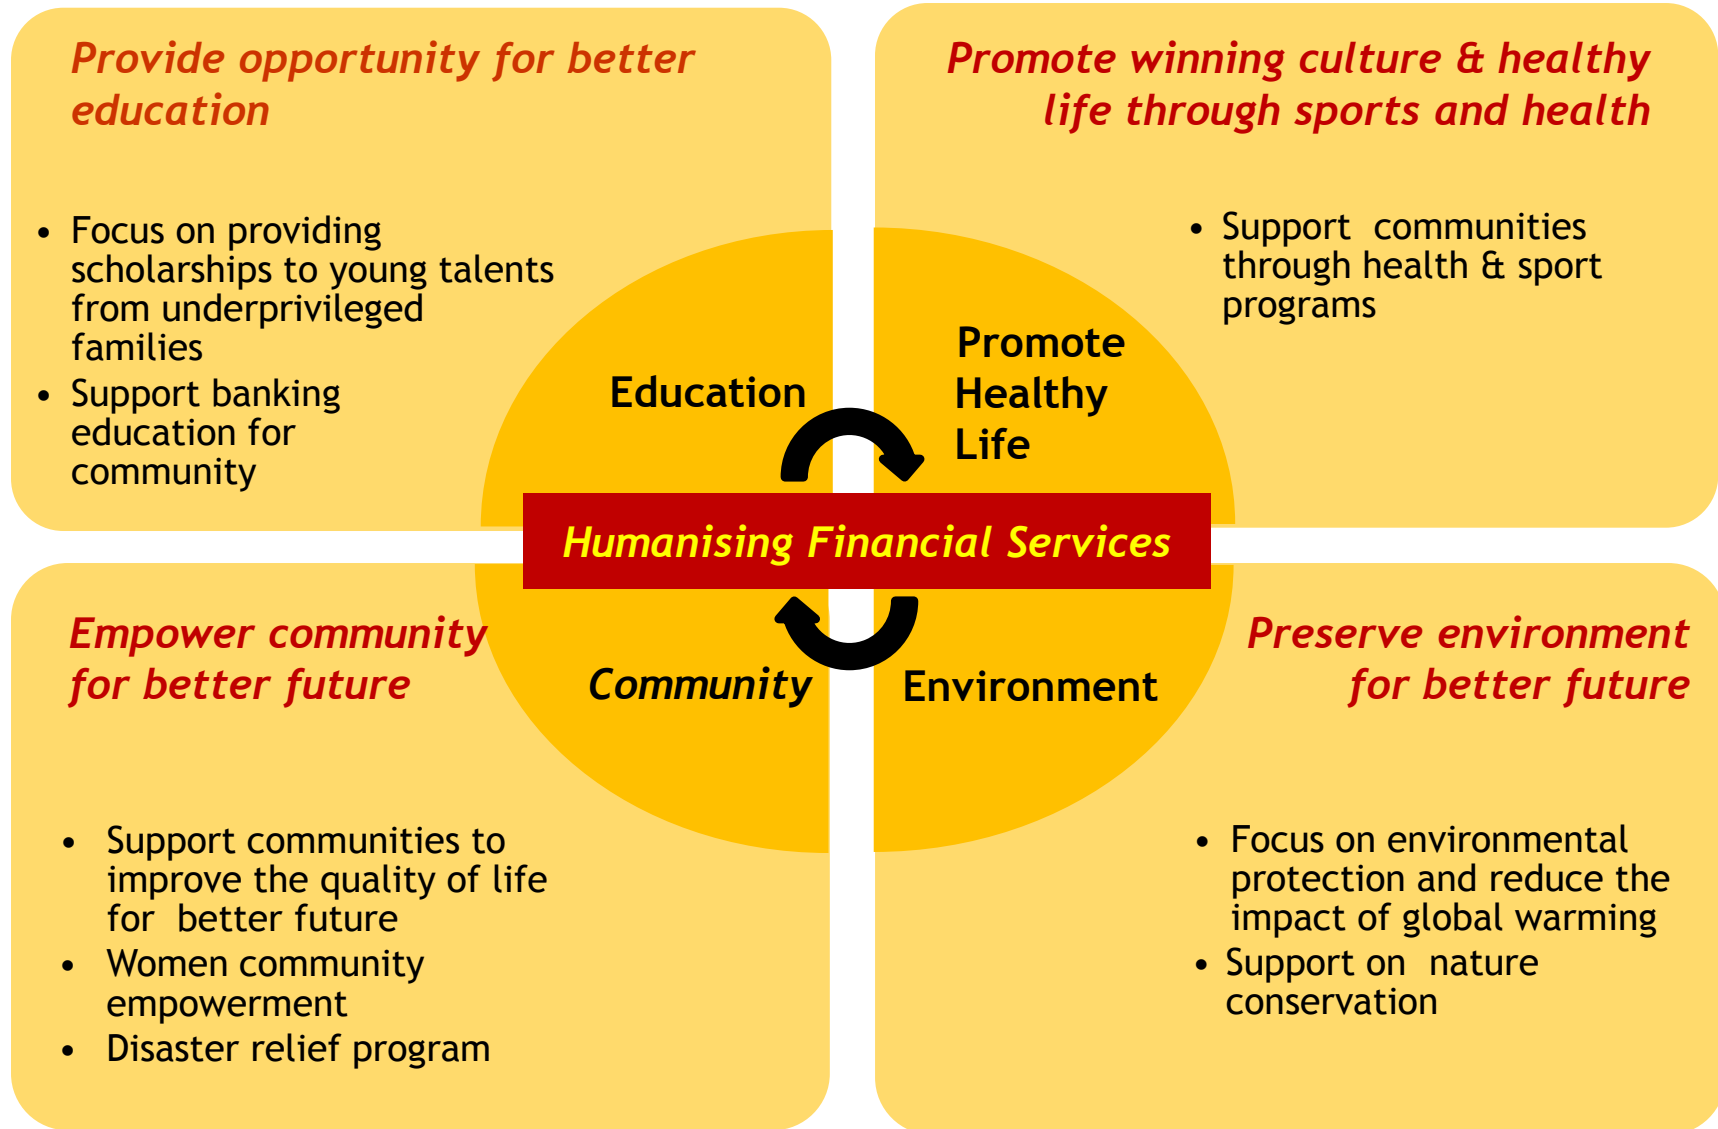 Provide opportunity for better
education
• Focus on providing
scholarships to young talents
from underprivileged
families
• Support banking
education for
community
Promote winning culture & healthy
life through sports and health
• Support  communities
through health & sport
programs
Education
Promote
Healthy
Life
Humanising Financial Services
Community
Environment
Empower community
for better future
• Support communities to
improve the quality of life
for  better future
• Women community
empowerment
• Disaster relief program
Preserve environment
for better future
• Focus on environmental
protection and reduce the
impact of global warming
• Support on  nature
conservation